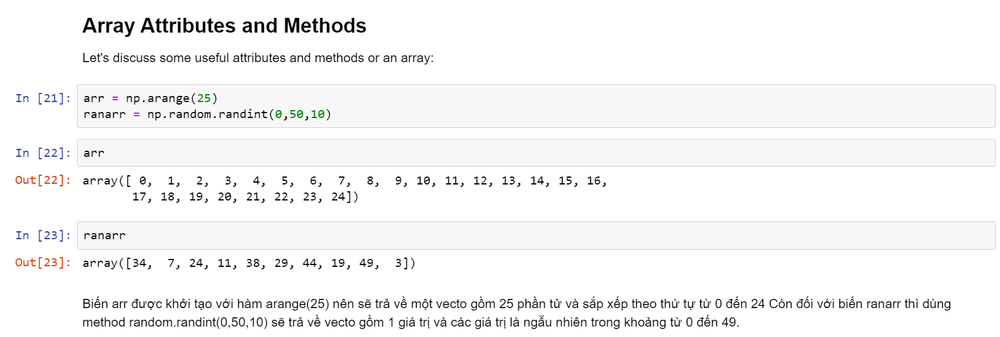 Array Attributes and Methods
Let's discuss some useful attributes and methods or an array:
In [21]: arr = np.arange(25)
ranarr = np.random.randint(0,50,10)
In [22]: arr
Out[22]: array([ 0,  1,  2,  3,  4,  5,  6,  7,  8,  9, 10, 11, 12, 13, 14, 15, 16,
17, 18, 19, 20, 21, 22, 23, 24])
In [23]: ranarr
Out[23]: array([34,  7, 24, 11, 38, 29, 44, 19, 49,  3])
Biến arr được khởi tạo với hàm arange(25) nên sẽ trả về một vecto gồm 25 phần tử và sắp xếp theo thứ tự từ 0 đến 24 Còn đối với biến ranarr thì dùng
method random.randint(0,50,10) sẽ trả về vecto gồm 1 giá trị và các giá trị là ngẫu nhiên trong khoảng từ 0 đến 49.